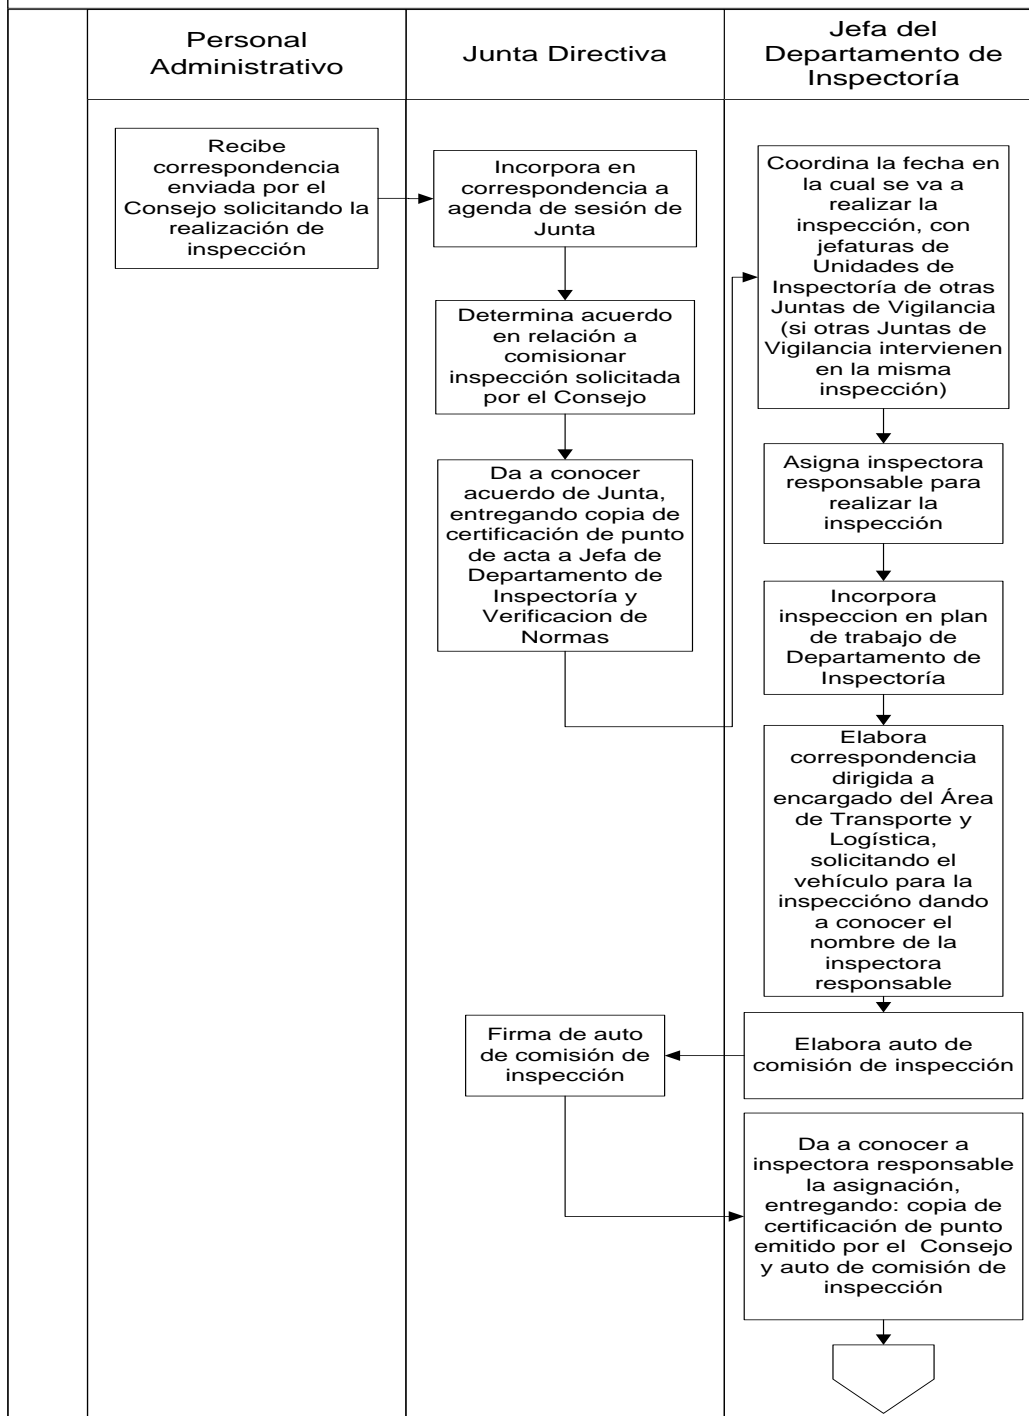 Personal
Administrativo
Junta Directiva
Jefa del
Departamento de
Inspectoría
Recibe
correspondencia
enviada por el
Consejo solicitando la
realización de
inspección
Incorpora en
correspondencia a
agenda de sesión de
Junta
Determina acuerdo
en relación a
comisionar
inspección solicitada
por el Consejo
Da a conocer
acuerdo de Junta,
entregando copia de
certificación de punto
de acta a Jefa de
Departamento de
Inspectoría y
Verificacion de
Normas
Coordina la fecha en
la cual se va a
realizar la
inspección, con
jefaturas de
Unidades de
Inspectoría de otras
Juntas de Vigilancia
(si otras Juntas de
Vigilancia intervienen
en la misma
inspección)
Asigna inspectora
responsable para
realizar la
inspección
Incorpora
inspeccion en plan
de trabajo de
Departamento de
Inspectoría
Elabora
correspondencia
dirigida a
encargado del Área
de Transporte y
Logística,
solicitando el
vehículo para la
inspeccióno dando
a conocer el
nombre de la
inspectora
responsable
Elabora auto de
comisión de inspección
Firma de auto
de comisión de
inspección
Da a conocer a
inspectora responsable
la asignación,
entregando: copia de
certificación de punto
emitido por el Consejo
y auto de comisión de
inspección